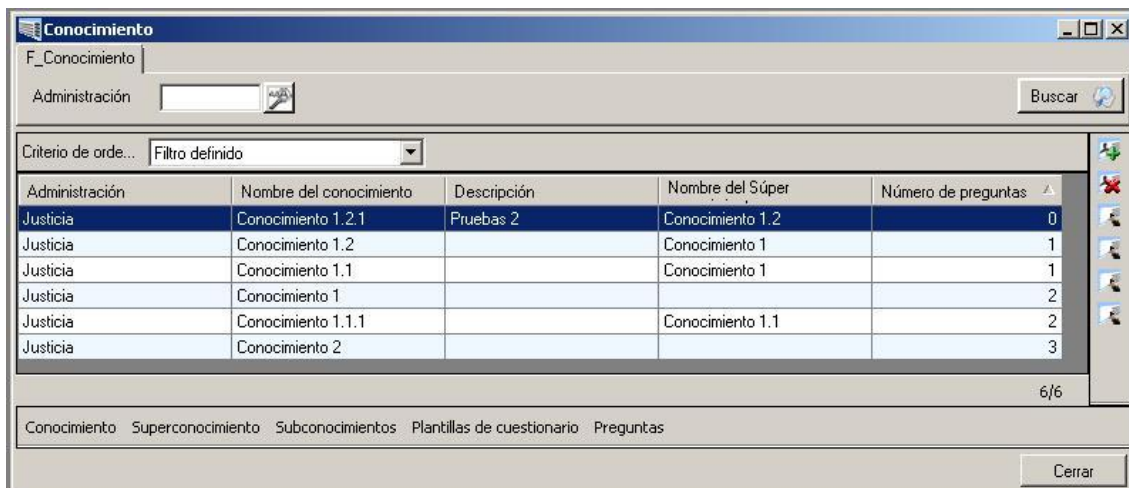 Conocimiento
F_Conocimiento
Administración Buscar
Criterio de orde... Filtro definido
Administración Nombre del conocimiento Descripción Nombre del Súper Número de preguntas
Justicia Conocimiento 1.2.1 Pruebas 2 Conocimiento 1.2 0
Justicia Conocimiento 1.2 Conocimiento 1 1
Justicia Conocimiento 1.1 Conocimiento 1 1
Justicia Conocimiento 1 2
Justicia Conocimiento 1.1.1 Conocimiento 1.1 2
Justicia Conocimiento 2 3
6/6
Conocimiento Superconocimiento Subconocimientos Plantillas de cuestionario Preguntas
Cerrar